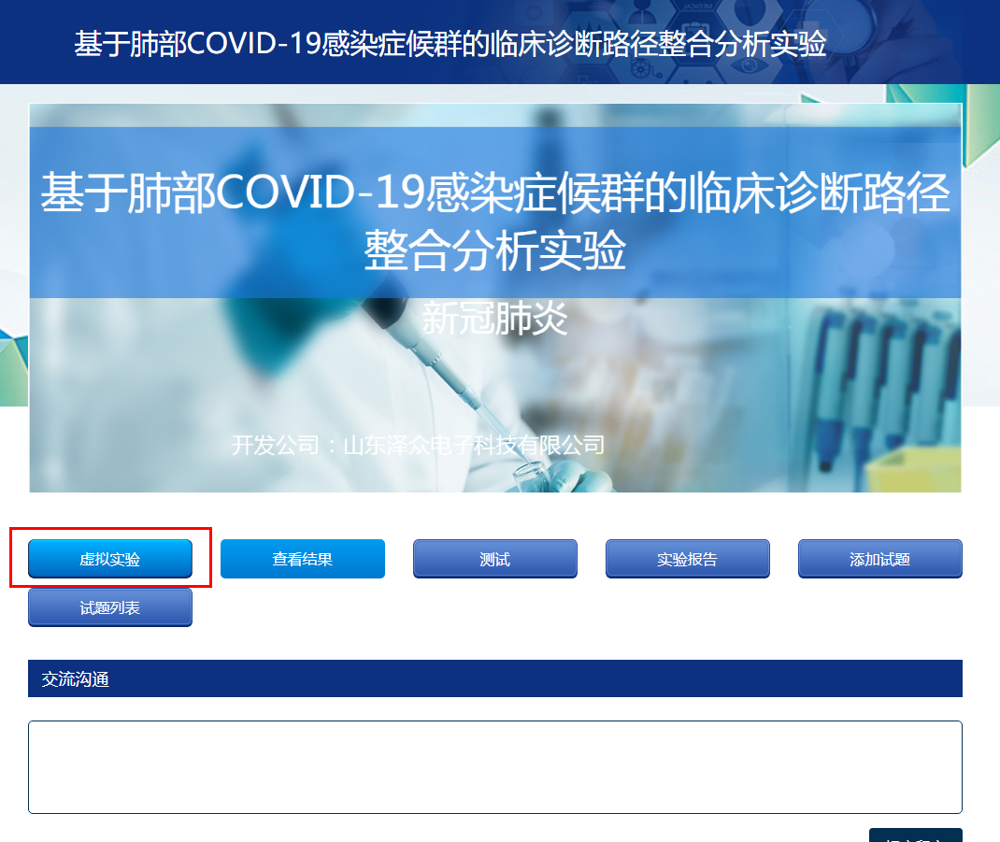 基于肺部COVID-19感染症候群的临床诊断路径整合分析实验
基于肺部COVID-19感染症候群的临床诊断路径
整合分析实验
新冠肺炎
开发公司：山东泽众电子科技有限公司
虚拟实验
查看结果
测试
实验报告
添加试题
试题列表
交流沟通